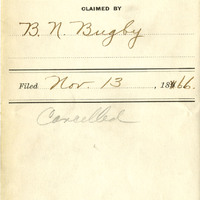 CLAIMED BY
B. N. Bugby
Filed Nov. 13, 1866.
Cancelled